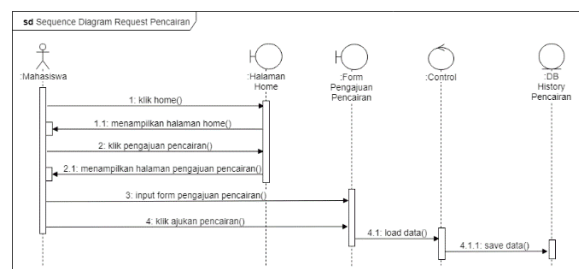 sd Sequence Diagram Request Pencairan
:Mahasiswa
:Halaman
Home
:Form
Pengajuan
Pencairan
:Control
:DB
History
Pencairan
1: klik home()
1.1: menampilkan halaman home()
2: klik pengajuan pencairan()
2.1: menampilkan halaman pengajuan pencairan()
3: input form pengajuan pencairan()
4: klik ajukan pencairan()
4.1: load data()
4.1.1: save data()